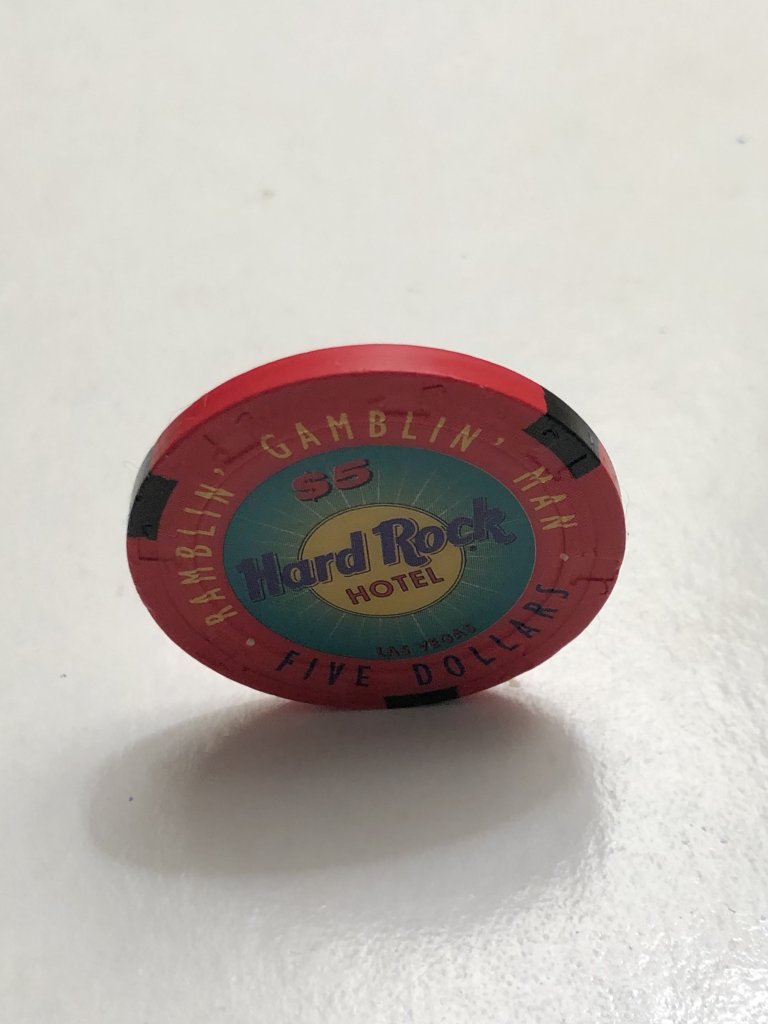 RAMBLIN' GAMBLIN' MAN
$5
Hard Rock
HOTEL
LAS VEGAS
FIVE DOLLARS